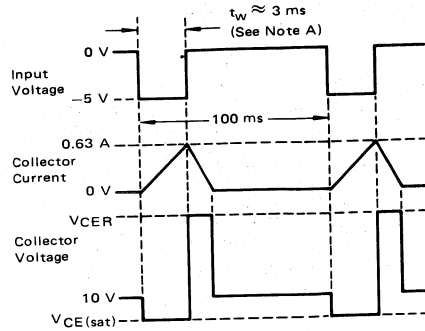 tw ≈ 3 ms
(See Note A)
0 V
Input
Voltage
−5 V
100 ms
0.63 A
Collector
Current
0 V
VCER
Collector
Voltage
10 V
VCE(sat)